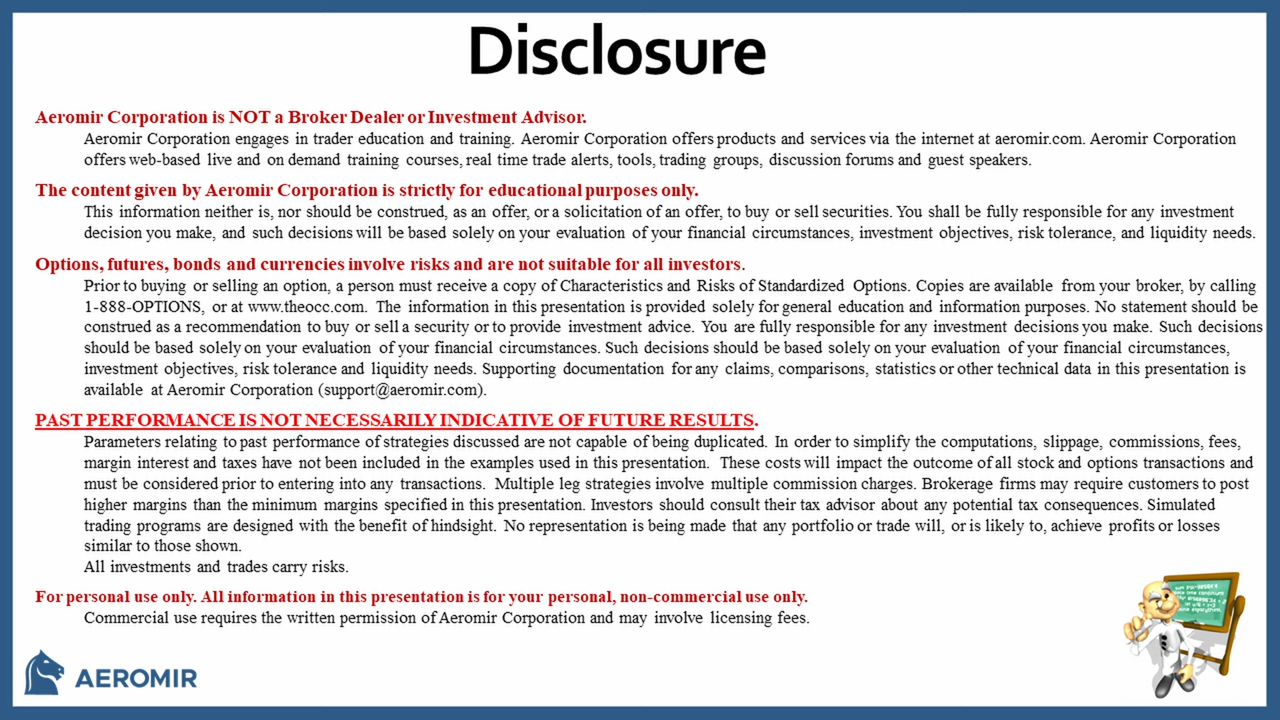 Disclosure
Aeromir Corporation is NOT a Broker Dealer or Investment Advisor.
Aeromir Corporation engages in trader education and training. Aeromir Corporation offers products and services via the internet at aeromir.com. Aeromir Corporation
offers web-based live and on demand training courses, real time trade alerts, tools, trading groups, discussion forums and guest speakers.
The content given by Aeromir Corporation is strictly for educational purposes only.
This information neither is, nor should be construed, as an offer, or a solicitation of an offer, to buy or sell securities. You shall be fully responsible for any investment
decision you make, and such decisions will be based solely on your evaluation of your financial circumstances, investment objectives, risk tolerance, and liquidity needs.
Options, futures, bonds and currencies involve risks and are not suitable for all investors.
Prior to buying or selling an option, a person must receive a copy of Characteristics and Risks of Standardized Options. Copies are available from your broker, by calling
1-888-OPTIONS, or at www.theocc.com. The information in this presentation is provided solely for general education and information purposes. No statement should be
construed as a recommendation to buy or sell a security or to provide investment advice. You are fully responsible for any investment decisions you make. Such decisions
should be based solely on your evaluation of your financial circumstances. Such decisions should be based solely on your evaluation of your financial circumstances,
investment objectives, risk tolerance and liquidity needs. Supporting documentation for any claims, comparisons, statistics or other technical data in this presentation is
available at Aeromir Corporation (support@aeromir.com).
PAST PERFORMANCE IS NOT NECESSARILY INDICATIVE OF FUTURE RESULTS.
Parameters relating to past performance of strategies discussed are not capable of being duplicated. In order to simplify the computations, slippage, commissions, fees,
margin interest and taxes have not been included in the examples used in this presentation. These costs will impact the outcome of all stock and options transactions and
must be considered prior to entering into any transactions. Multiple leg strategies involve multiple commission charges. Brokerage firms may require customers to post
higher margins than the minimum margins specified in this presentation. Investors should consult their tax advisor about any potential tax consequences. Simulated
trading programs are designed with the benefit of hindsight. No representation is being made that any portfolio or trade will, or is likely to, achieve profits or losses
similar to those shown.
All investments and trades carry risks.
For personal use only. All information in this presentation is for your personal, non-commercial use only.
Commercial use requires the written permission of Aeromir Corporation and may involve licensing fees.
AEROMIR